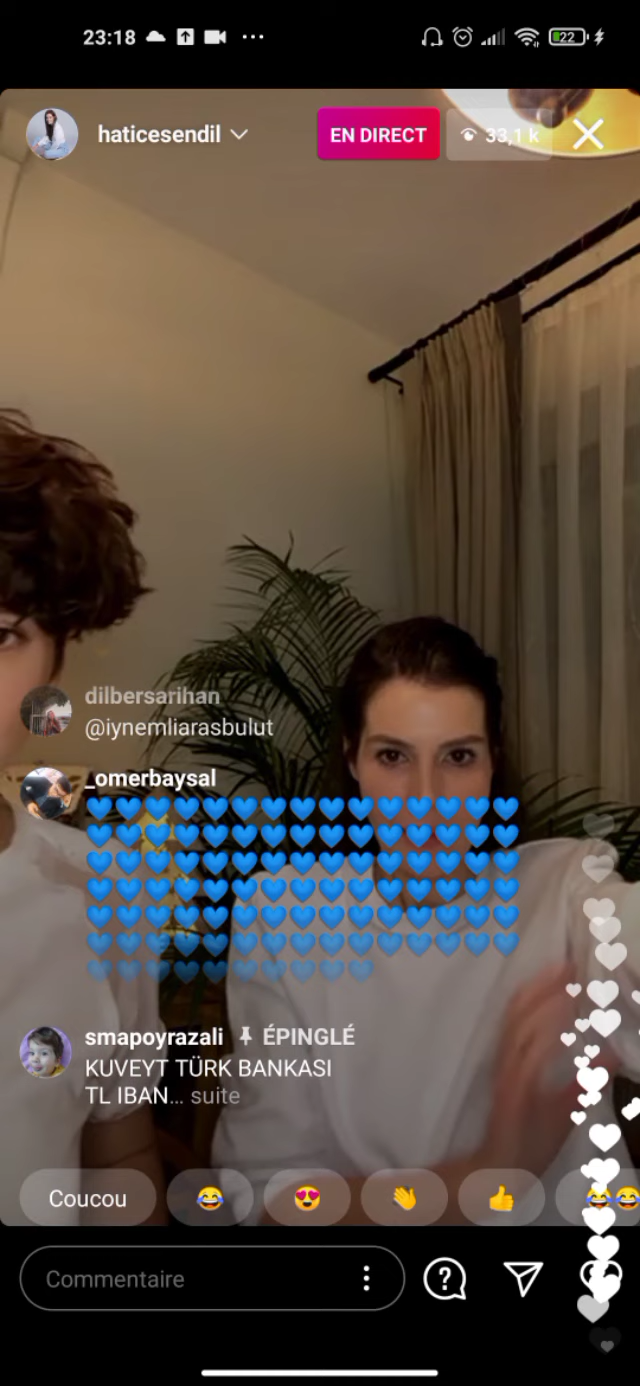 23:18
22
haticesendil
EN DIRECT
33,1 k
dilbersarihan
@iynemliarasbulut
_omerbaysal
💙💙💙💙💙💙💙💙💙💙💙💙💙💙💙
💙💙💙💙💙💙💙💙💙💙💙💙💙💙💙
💙💙💙💙💙💙💙💙💙💙💙💙💙💙💙
💙💙💙💙💙💙💙💙💙💙💙💙💙💙💙
💙💙💙💙💙💙💙💙💙💙💙💙💙💙💙
💙💙💙💙💙💙💙💙💙💙💙💙💙💙💙
💙💙💙💙💙💙💙💙💙💙
smapoyrazali ÉPINGLÉ
KUVEYT TÜRK BANKASI
TL IBAN... suite
Coucou 😂 😍 👏 👍 😂😂
Commentaire